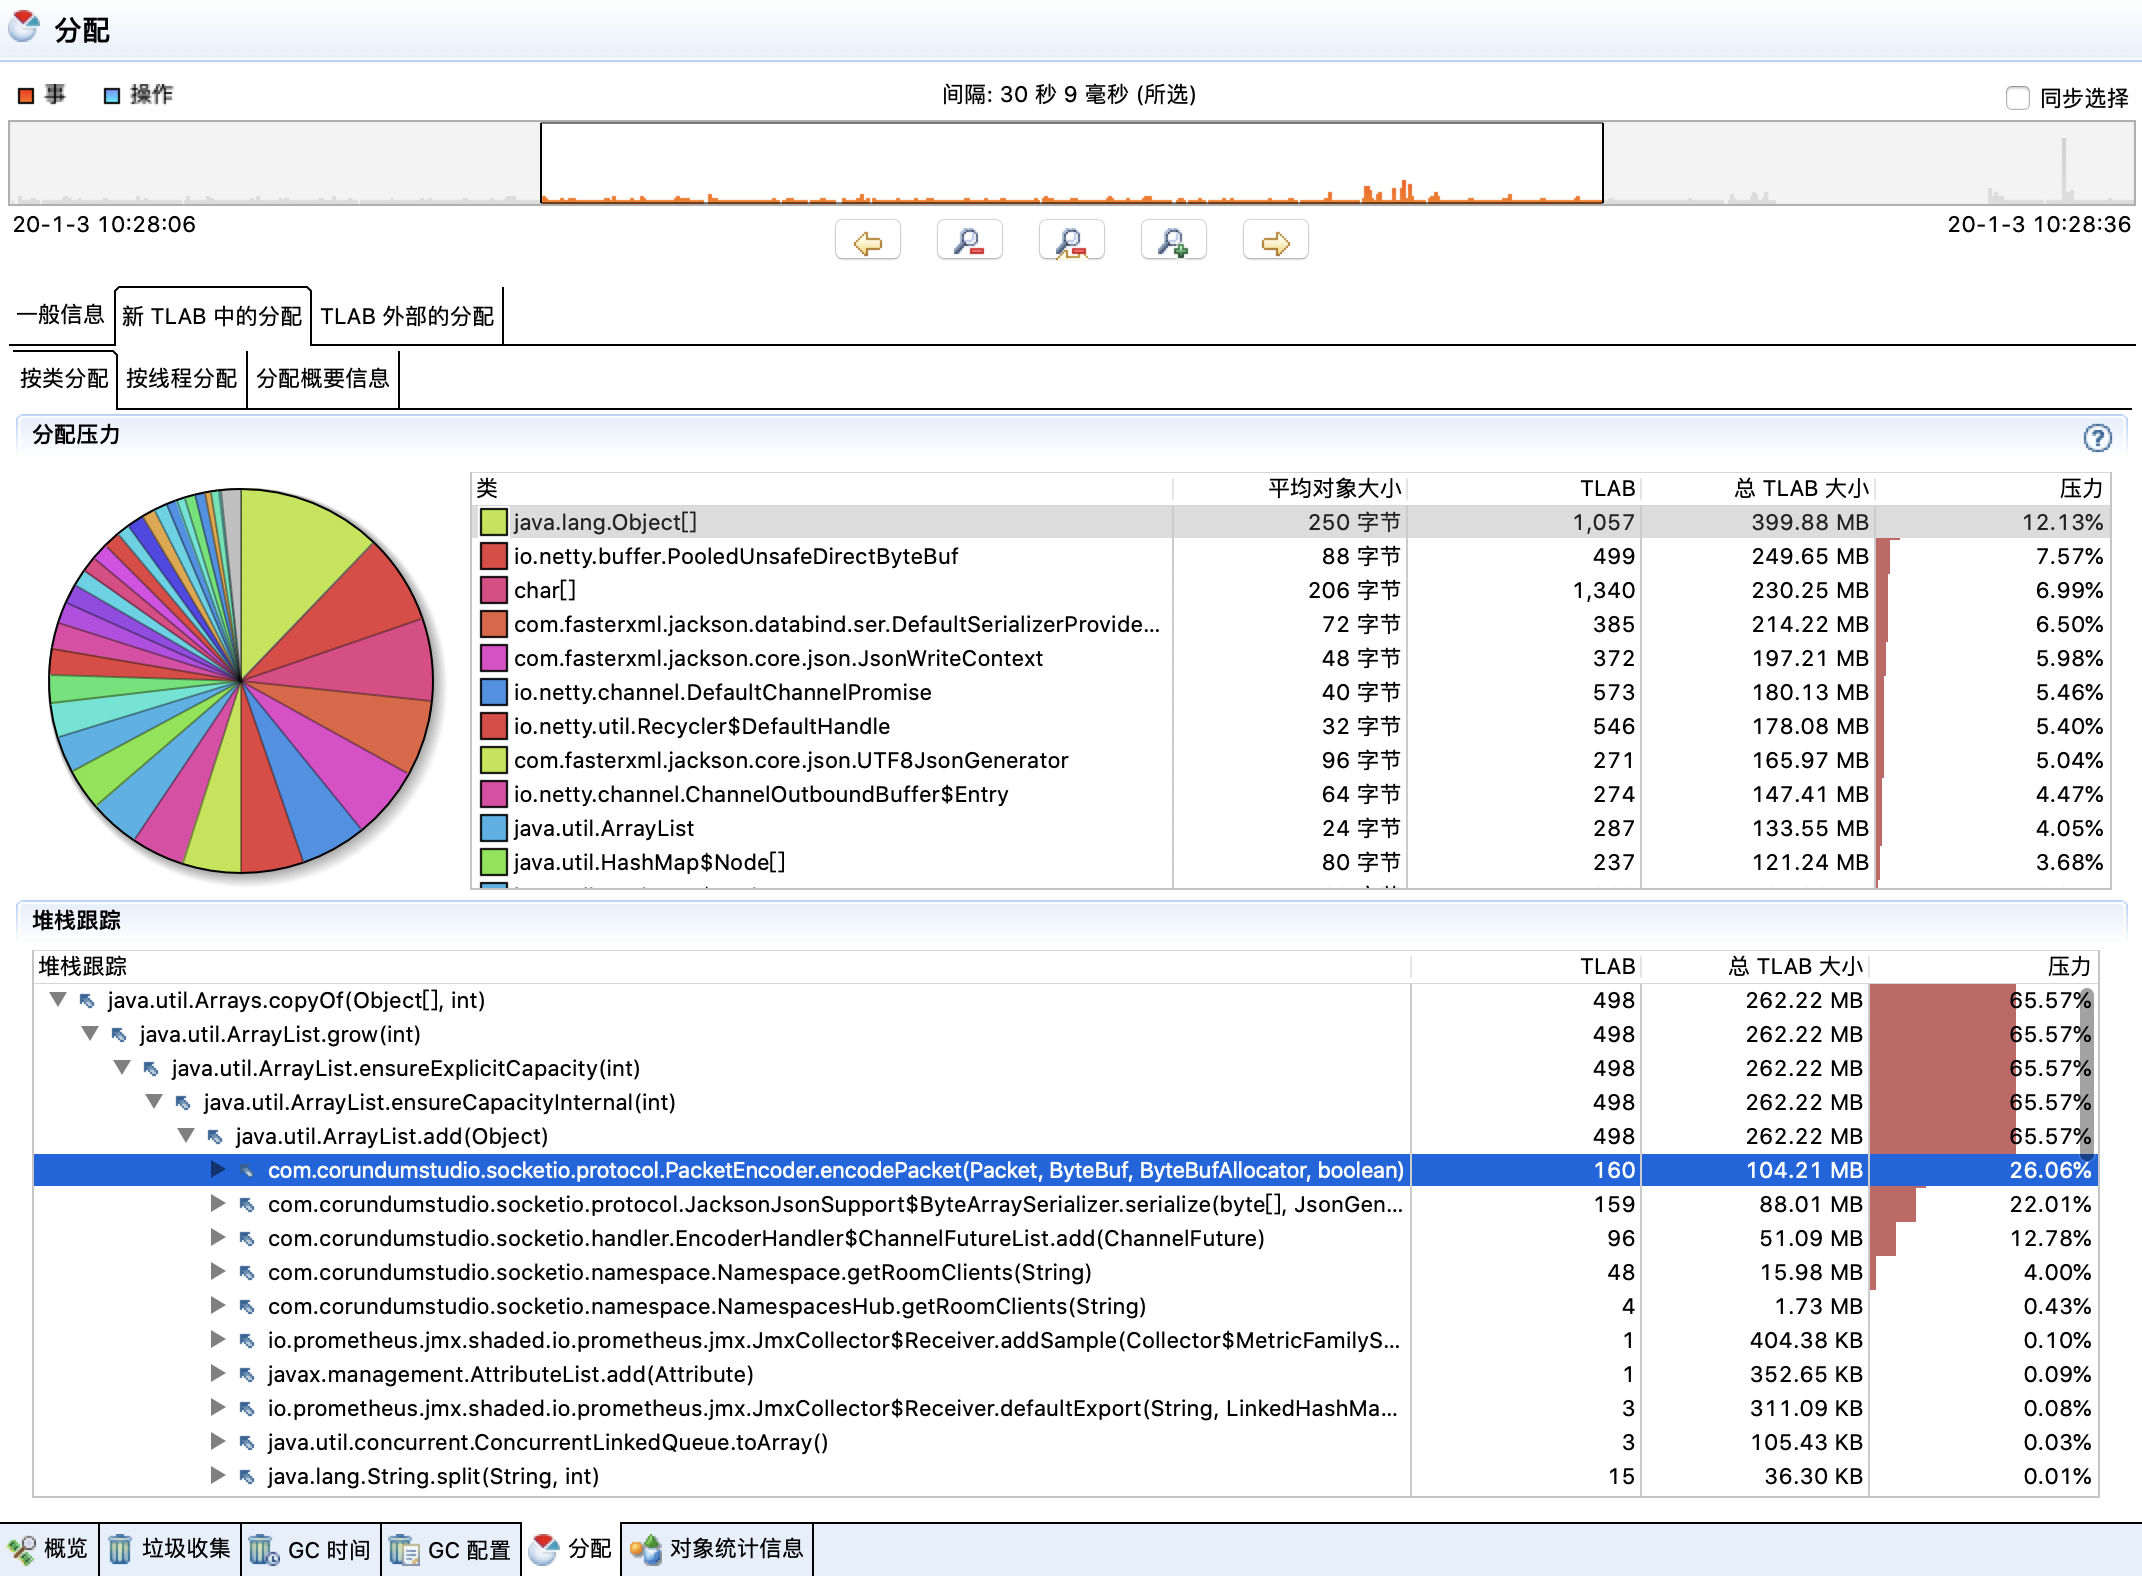 分配
事 操作 间隔: 30 秒 9 毫秒 (所选) 同步选择
20-1-3 10:28:06 20-1-3 10:28:36
一般信息 新 TLAB 中的分配 TLAB 外部的分配
按类分配 按线程分配 分配概要信息
分配压力
类 平均对象大小 TLAB 总 TLAB 大小 压力
java.lang.Object[] 250 字节 1,057 399.88 MB 12.13%
io.netty.buffer.PooledUnsafeDirectByteBuf 88 字节 499 249.65 MB 7.57%
char[] 206 字节 1,340 230.25 MB 6.99%
com.fasterxml.jackson.databind.ser.DefaultSerializerProvide... 72 字节 385 214.22 MB 6.50%
com.fasterxml.jackson.core.json.JsonWriteContext 48 字节 372 197.21 MB 5.98%
io.netty.channel.DefaultChannelPromise 40 字节 573 180.13 MB 5.46%
io.netty.util.Recycler$DefaultHandle 32 字节 546 178.08 MB 5.40%
com.fasterxml.jackson.core.json.UTF8JsonGenerator 96 字节 271 165.97 MB 5.04%
io.netty.channel.ChannelOutboundBuffer$Entry 64 字节 274 147.41 MB 4.47%
java.util.ArrayList 24 字节 287 133.55 MB 4.05%
java.util.HashMap$Node[] 80 字节 237 121.24 MB 3.68%
堆栈跟踪
堆栈跟踪 TLAB 总 TLAB 大小 压力
java.util.Arrays.copyOf(Object[], int) 498 262.22 MB 65.57%
java.util.ArrayList.grow(int) 498 262.22 MB 65.57%
java.util.ArrayList.ensureExplicitCapacity(int) 498 262.22 MB 65.57%
java.util.ArrayList.ensureCapacityInternal(int) 498 262.22 MB 65.57%
java.util.ArrayList.add(Object) 498 262.22 MB 65.57%
com.corundumstudio.socketio.protocol.PacketEncoder.encodePacket(Packet, ByteBuf, ByteBufAllocator, boolean) 160 104.21 MB 26.06%
com.corundumstudio.socketio.protocol.JacksonJsonSupport$ByteArraySerializer.serialize(byte[], JsonGen... 159 88.01 MB 22.01%
com.corundumstudio.socketio.handler.EncoderHandler$ChannelFutureList.add(ChannelFuture) 96 51.09 MB 12.78%
com.corundumstudio.socketio.namespace.Namespace.getRoomClients(String) 48 15.98 MB 4.00%
com.corundumstudio.socketio.namespace.NamespacesHub.getRoomClients(String) 4 1.73 MB 0.43%
io.prometheus.jmx.shaded.io.prometheus.jmx.JmxCollector$Receiver.addSample(Collector$MetricFamilyS... 1 404.38 KB 0.10%
javax.management.AttributeList.add(Attribute) 1 352.65 KB 0.09%
io.prometheus.jmx.shaded.io.prometheus.jmx.JmxCollector$Receiver.defaultExport(String, LinkedHashMa... 3 311.09 KB 0.08%
java.util.concurrent.ConcurrentLinkedQueue.toArray() 3 105.43 KB 0.03%
java.lang.String.split(String, int) 15 36.30 KB 0.01%
概览 垃圾收集 GC 时间 GC 配置 分配 对象统计信息